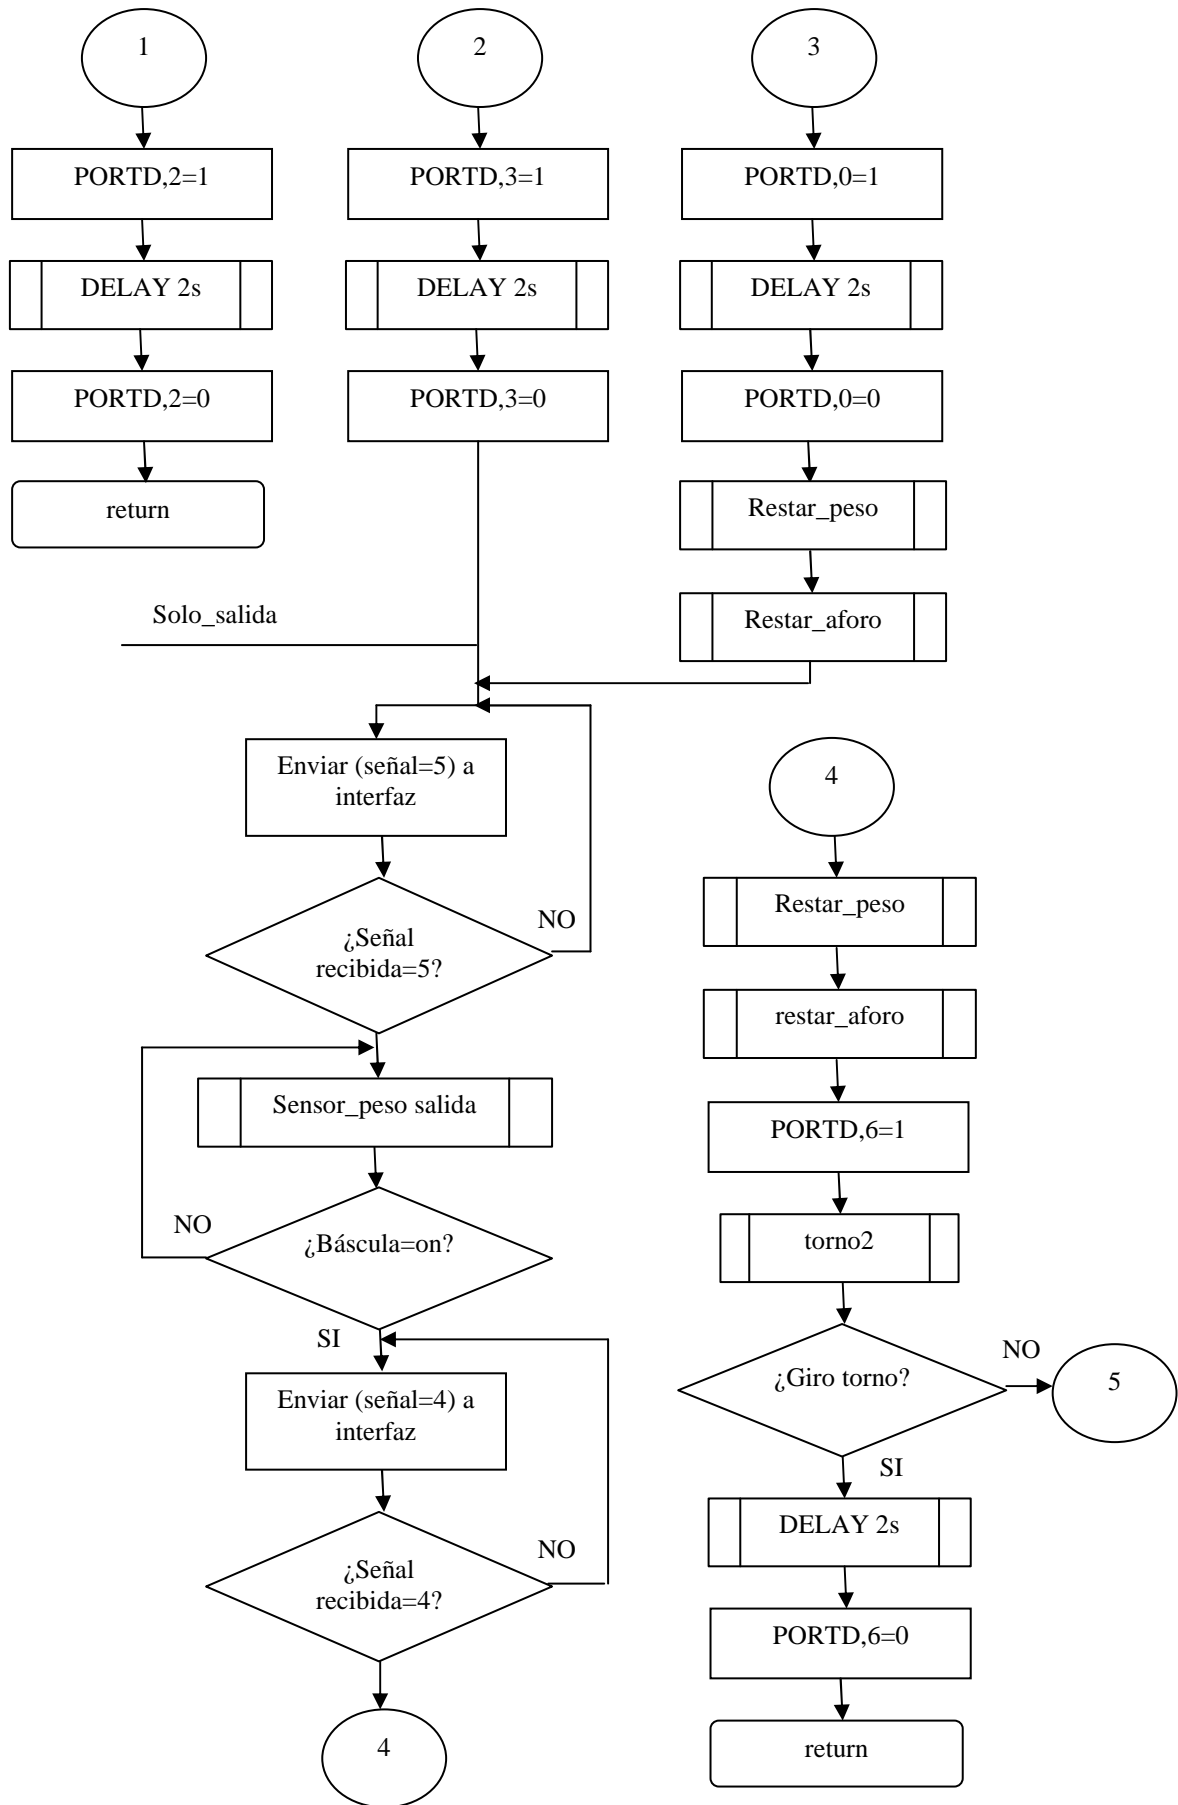 1
2
3
PORTD,2=1
PORTD,3=1
PORTD,0=1
DELAY 2s
DELAY 2s
DELAY 2s
PORTD,2=0
PORTD,3=0
PORTD,0=0
return
Restar_peso
Solo_salida
Restar_aforo
Enviar (señal=5) a
interfaz
¿Señal
recibida=5?
NO
Sensor_peso salida
¿Báscula=on?
NO
SI
Enviar (señal=4) a
interfaz
¿Señal
recibida=4?
NO
4
4
Restar_peso
restar_aforo
PORTD,6=1
torno2
¿Giro torno?
NO
5
SI
DELAY 2s
PORTD,6=0
return